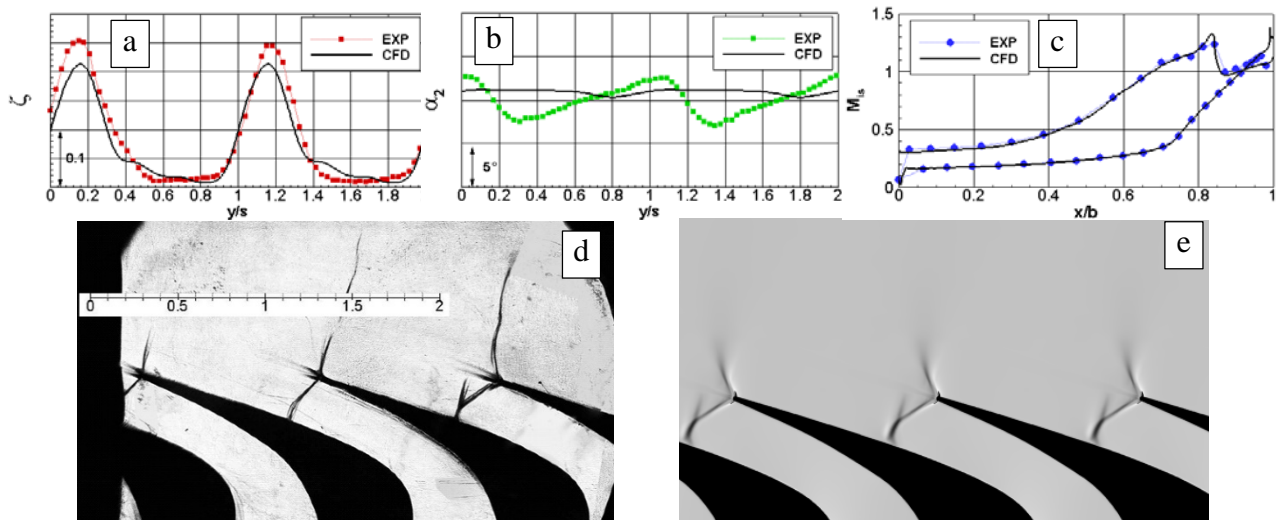 a
EXP
CFD
ζ
0.1
0 0.2 0.4 0.6 0.8 1 1.2 1.4 1.6 1.8
y/s
b
EXP
CFD
α2
5°
0 0.2 0.4 0.6 0.8 1 1.2 1.4 1.6 1.8 2
y/s
c
EXP
CFD
Mis
1.5
1
0.5
0
0 0.2 0.4 0.6 0.8 1
x/b
d
0 0.5 1 1.5 2
e